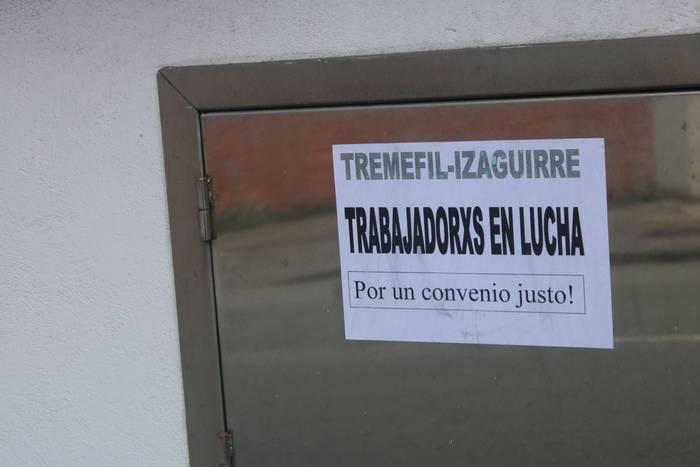 TREMEFIL-IZAGUIRRE
TRABAJADORXS EN LUCHA
Por un convenio justo!